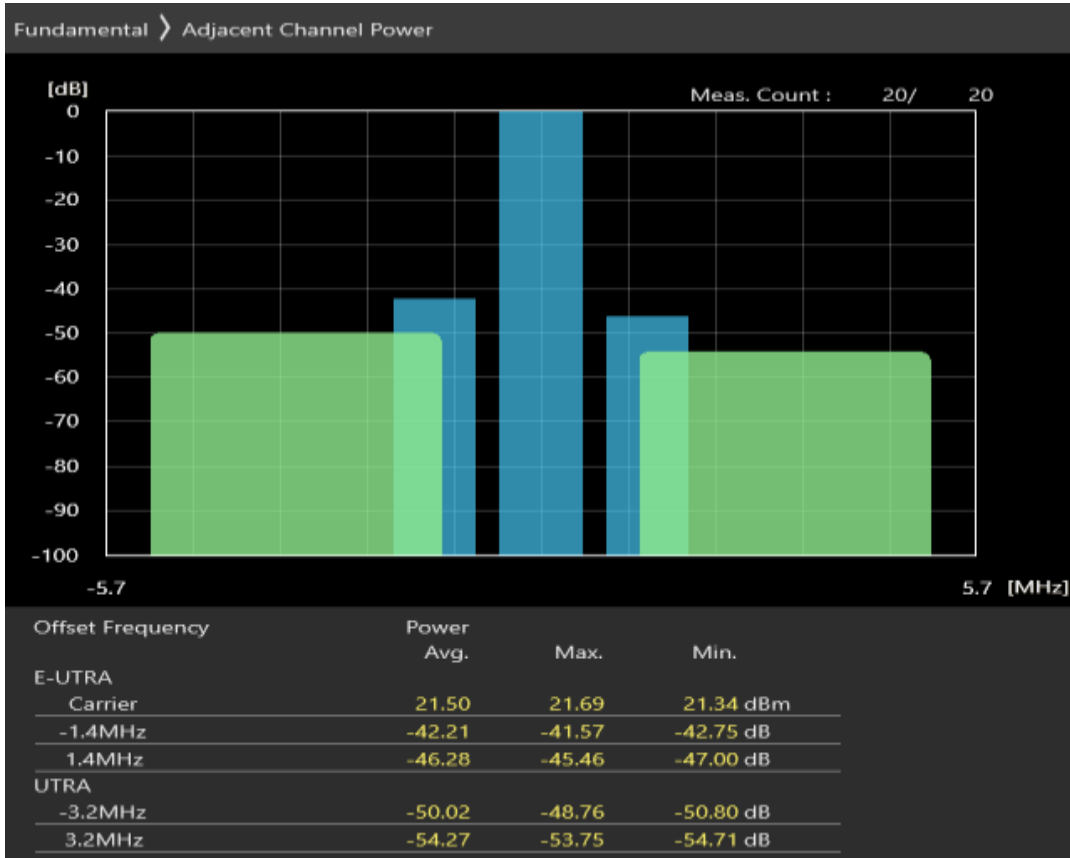 Fundamental 〉 Adjacent Channel Power
[dB]
Meas. Count : 20/ 20
0
-10
-20
-30
-40
-50
-60
-70
-80
-90
-100
-5.7 5.7 [MHz]
Offset Frequency Power
Avg. Max. Min.
E-UTRA
Carrier 21.50 21.69 21.34 dBm
-1.4MHz -42.21 -41.57 -42.75 dB
1.4MHz -46.28 -45.46 -47.00 dB
UTRA
-3.2MHz -50.02 -48.76 -50.80 dB
3.2MHz -54.27 -53.75 -54.71 dB